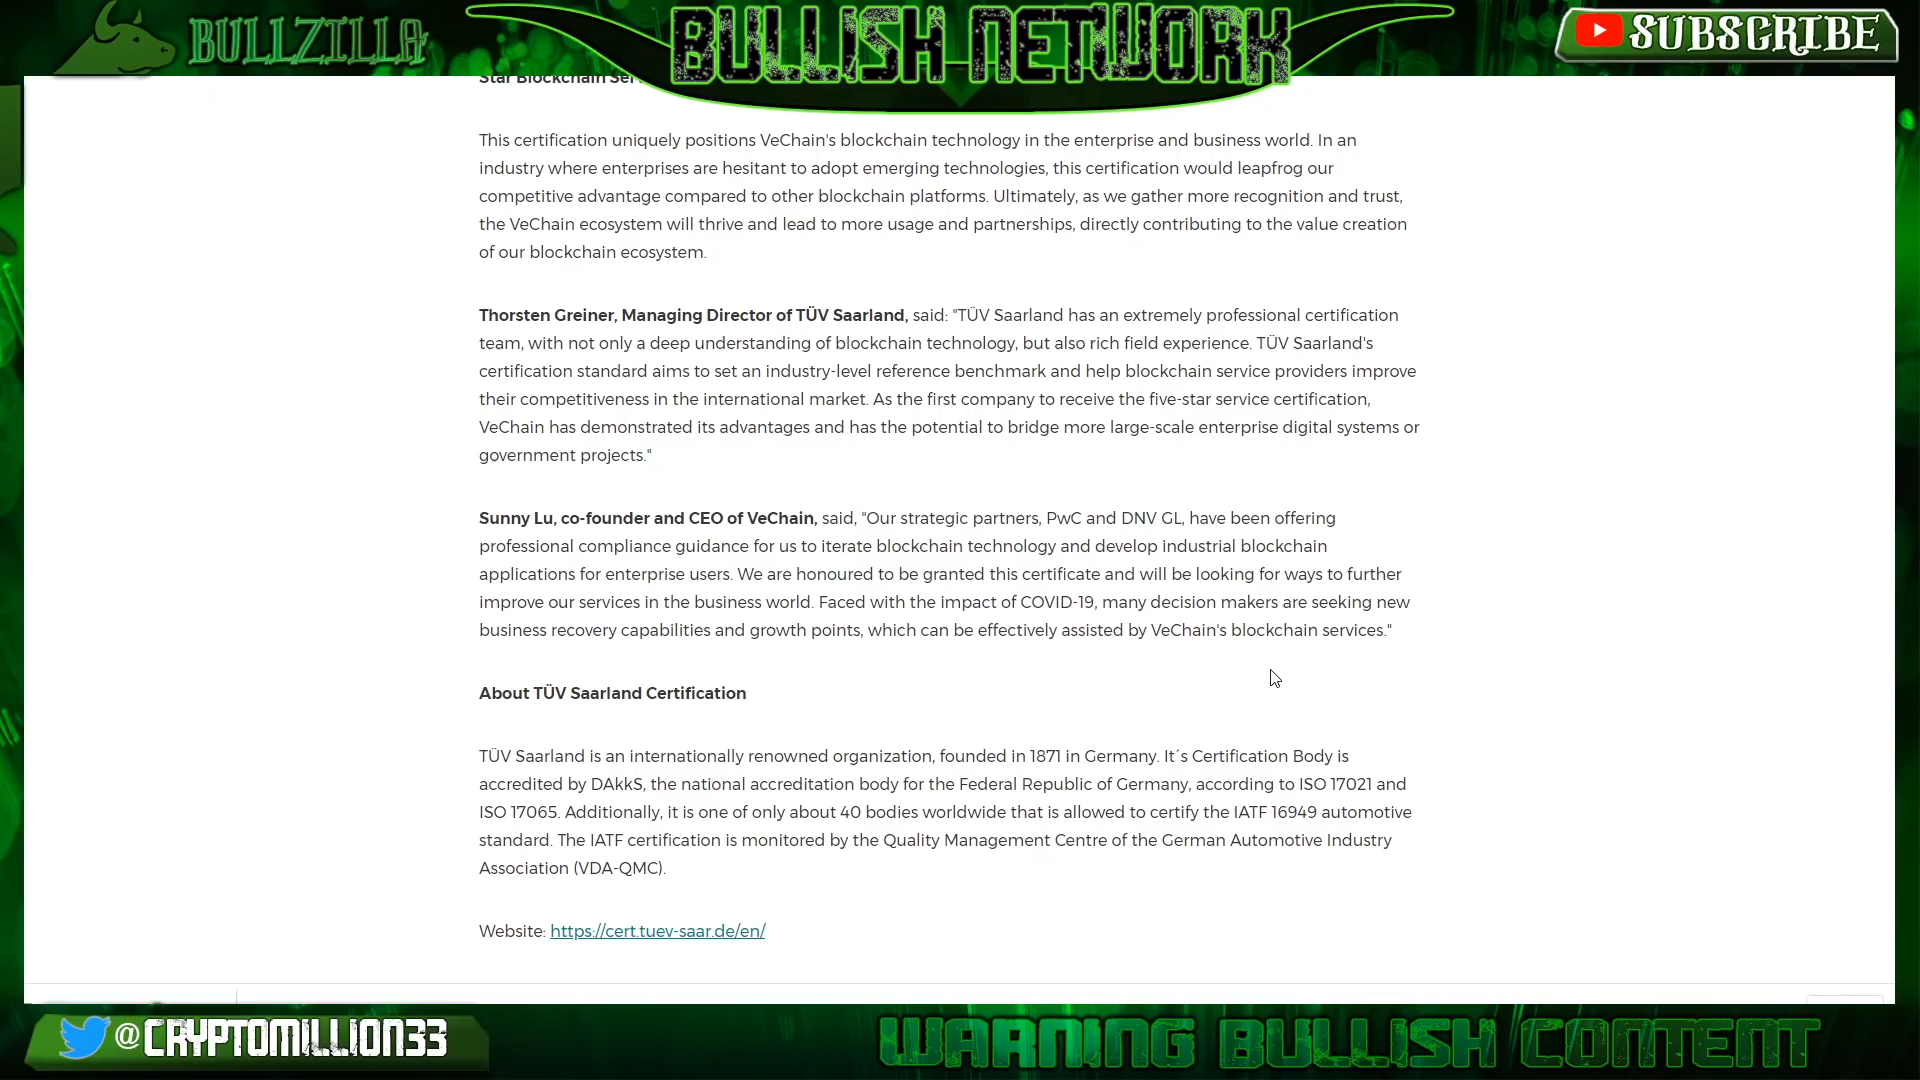 BULLZILLA
BULLISH NETWORK
SUBSCRIBE
Star Blockchain
This certification uniquely positions VeChain's blockchain technology in the enterprise and business world. In an
industry where enterprises are hesitant to adopt emerging technologies, this certification would leapfrog our
competitive advantage compared to other blockchain platforms. Ultimately, as we gather more recognition and trust,
the VeChain ecosystem will thrive and lead to more usage and partnerships, directly contributing to the value creation
of our blockchain ecosystem.
Thorsten Greiner, Managing Director of TÜV Saarland, said: "TÜV Saarland has an extremely professional certification
team, with not only a deep understanding of blockchain technology, but also rich field experience. TÜV Saarland's
certification standard aims to set an industry-level reference benchmark and help blockchain service providers improve
their competitiveness in the international market. As the first company to receive the five-star service certification,
VeChain has demonstrated its advantages and has the potential to bridge more large-scale enterprise digital systems or
government projects."
Sunny Lu, co-founder and CEO of VeChain, said, "Our strategic partners, PwC and DNV GL, have been offering
professional compliance guidance for us to iterate blockchain technology and develop industrial blockchain
applications for enterprise users. We are honoured to be granted this certificate and will be looking for ways to further
improve our services in the business world. Faced with the impact of COVID-19, many decision makers are seeking new
business recovery capabilities and growth points, which can be effectively assisted by VeChain's blockchain services."
About TÜV Saarland Certification
TÜV Saarland is an internationally renowned organization, founded in 1871 in Germany. It´s Certification Body is
accredited by DAkkS, the national accreditation body for the Federal Republic of Germany, according to ISO 17021 and
ISO 17065. Additionally, it is one of only about 40 bodies worldwide that is allowed to certify the IATF 16949 automotive
standard. The IATF certification is monitored by the Quality Management Centre of the German Automotive Industry
Association (VDA-QMC).
Website: https://cert.tuev-saar.de/en/
@CRYPTOMILLION33
WARNING BULLISH CONTENT